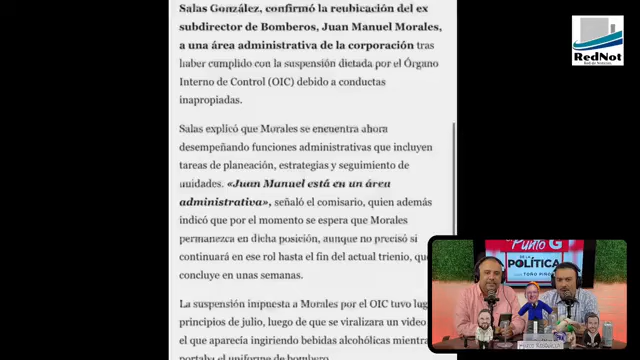 Salas González, confirmó la reubicación del ex
subdirector de Bomberos, Juan Manuel Morales,
a una área administrativa de la corporación tras
haber cumplido con la suspensión dictada por el Órgano
Interno de Control (OIC) debido a conductas
inapropiadas.
Salas explicó que Morales se encuentra ahora
desempeñando funciones administrativas que incluyen
tareas de planeación, estrategias y seguimiento de
unidades. «Juan Manuel está en un área
administrativa», señaló el comisario, quien además
indicó que por el momento se espera que Morales
permanezca en dicha posición, aunque no precisó si
continuará en ese rol hasta el fin del actual trienio, que
concluye en unas semanas.
La suspensión impuesta a Morales por el OIC tuvo lug
principios de julio, luego de que se viralizara un video
el que aparecía ingiriendo bebidas alcohólicas mientra
portaba el uniforme de bombero.
RedNot
Red de Noticias
Punto G
DE LA
POLÍTICA
TOÑO